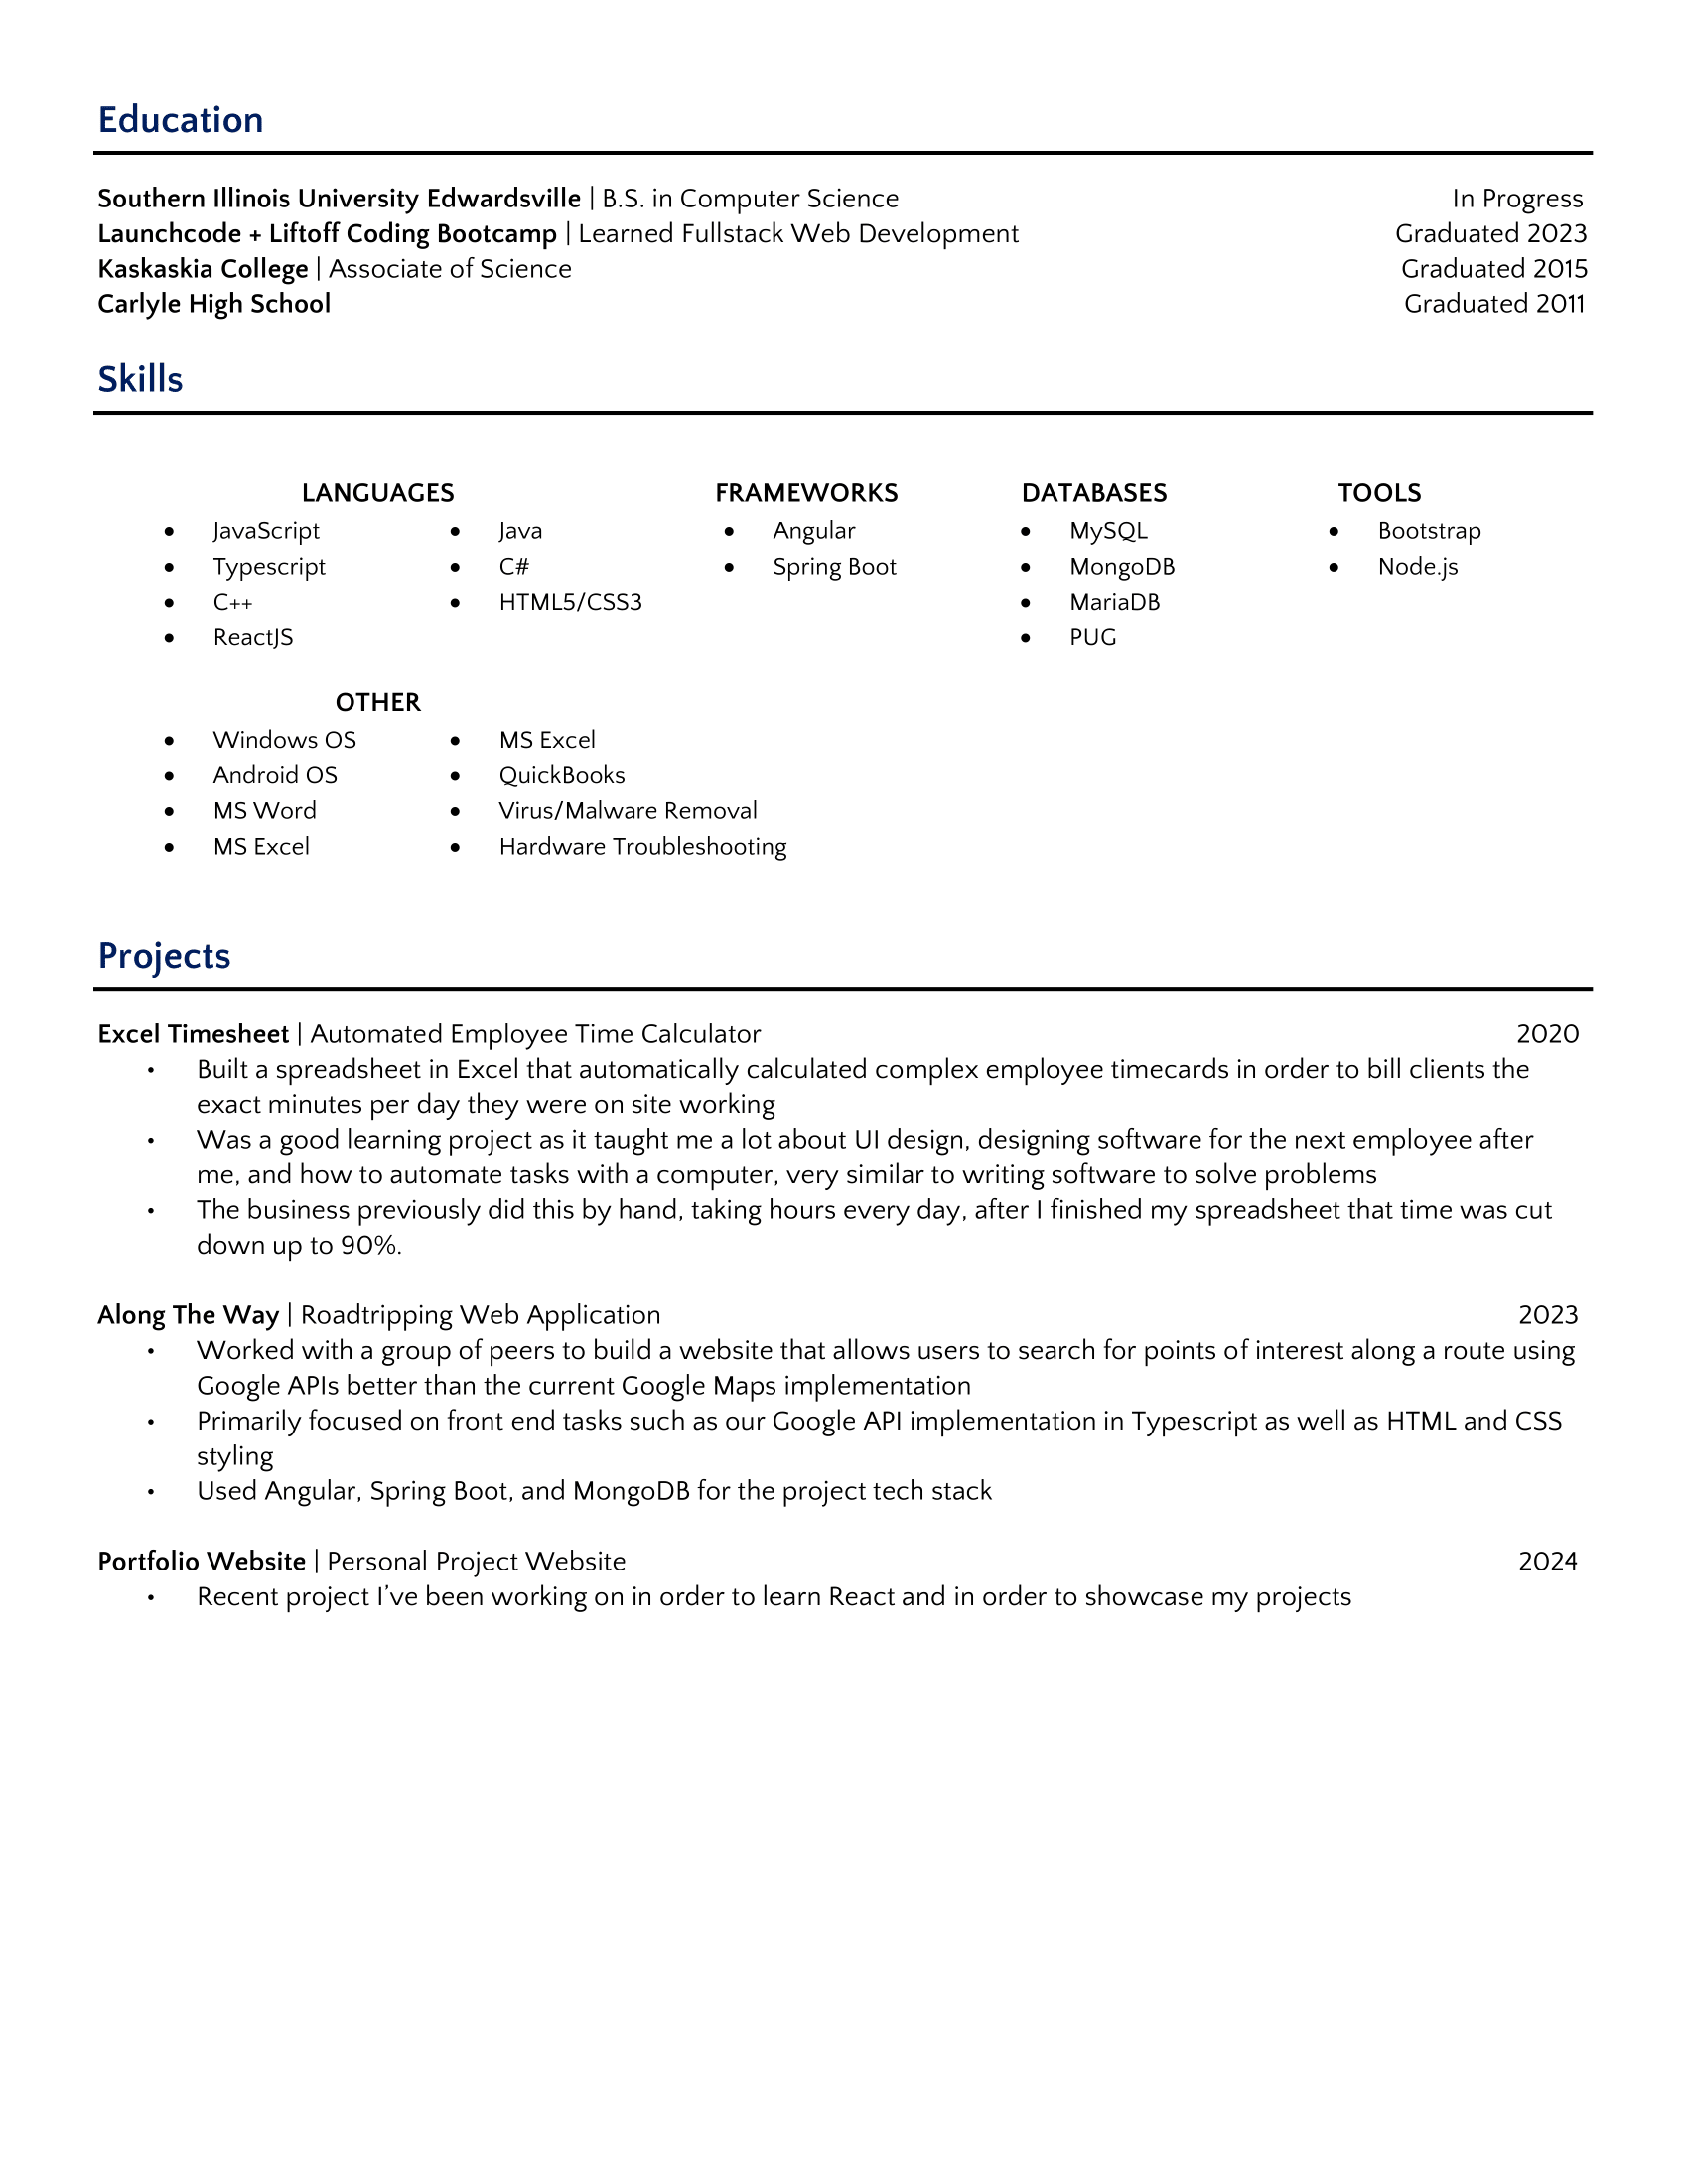 Education
Southern Illinois University Edwardsville | B.S. in Computer Science In Progress
Launchcode + Liftoff Coding Bootcamp | Learned Fullstack Web Development Graduated 2023
Kaskaskia College | Associate of Science Graduated 2015
Carlyle High School Graduated 2011
Skills
LANGUAGES FRAMEWORKS DATABASES TOOLS
• JavaScript • Java • Angular • MySQL • Bootstrap
• Typescript • C# • Spring Boot • MongoDB • Node.js
• C++ • HTML5/CSS3 • MariaDB
• ReactJS • PUG
OTHER
• Windows OS • MS Excel
• Android OS • QuickBooks
• MS Word • Virus/Malware Removal
• MS Excel • Hardware Troubleshooting
Projects
Excel Timesheet | Automated Employee Time Calculator 2020
• Built a spreadsheet in Excel that automatically calculated complex employee timecards in order to bill clients the
exact minutes per day they were on site working
• Was a good learning project as it taught me a lot about UI design, designing software for the next employee after
me, and how to automate tasks with a computer, very similar to writing software to solve problems
• The business previously did this by hand, taking hours every day, after I finished my spreadsheet that time was cut
down up to 90%.
Along The Way | Roadtripping Web Application 2023
• Worked with a group of peers to build a website that allows users to search for points of interest along a route using
Google APIs better than the current Google Maps implementation
• Primarily focused on front end tasks such as our Google API implementation in Typescript as well as HTML and CSS
styling
• Used Angular, Spring Boot, and MongoDB for the project tech stack
Portfolio Website | Personal Project Website 2024
• Recent project I’ve been working on in order to learn React and in order to showcase my projects